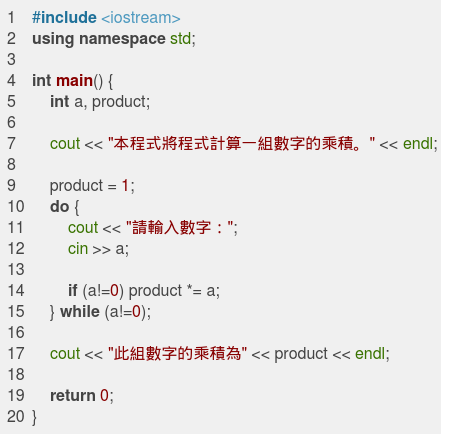 1 #include <iostream>
2 using namespace std;
3
4 int main() {
5     int a, product;
6
7     cout << "本程式將程式計算一組數字的乘積。" << endl;
8
9     product = 1;
10     do {
11         cout << "請輸入數字：";
12         cin >> a;
13
14         if (a!=0) product *= a;
15     } while (a!=0);
16
17     cout << "此組數字的乘積為" << product << endl;
18
19     return 0;
20 }